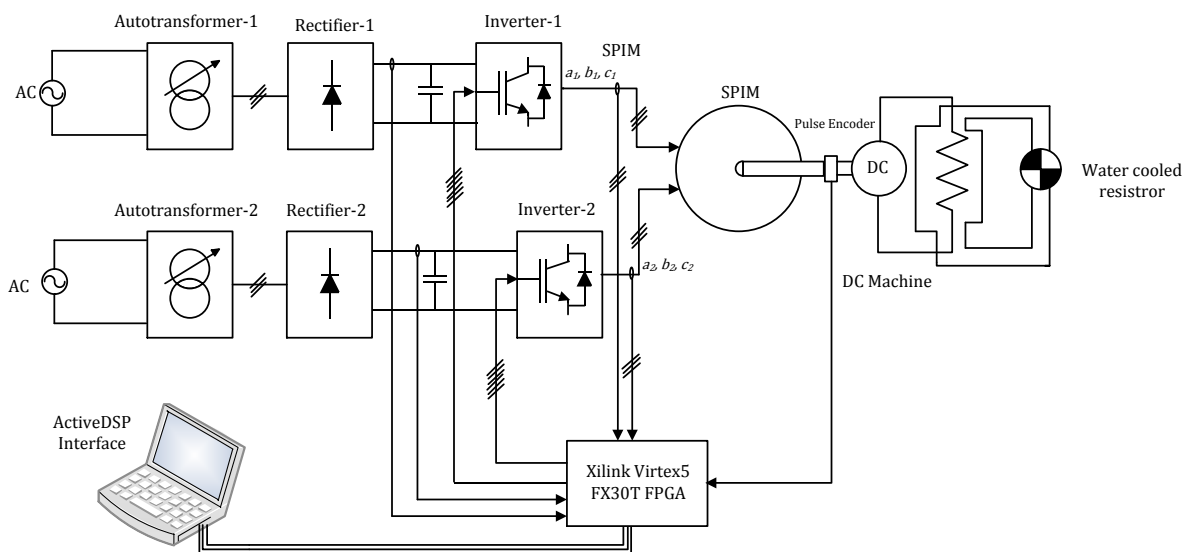 Autotransformer-1
Rectifier-1
Inverter-1
SPIM
a1, b1, c1
AC
SPIM
Pulse Encoder
DC
Water cooled
resistror
Autotransformer-2
Rectifier-2
Inverter-2
a2, b2, c2
AC
DC Machine
ActiveDSP
Interface
Xilink Virtex5
FX30T FPGA